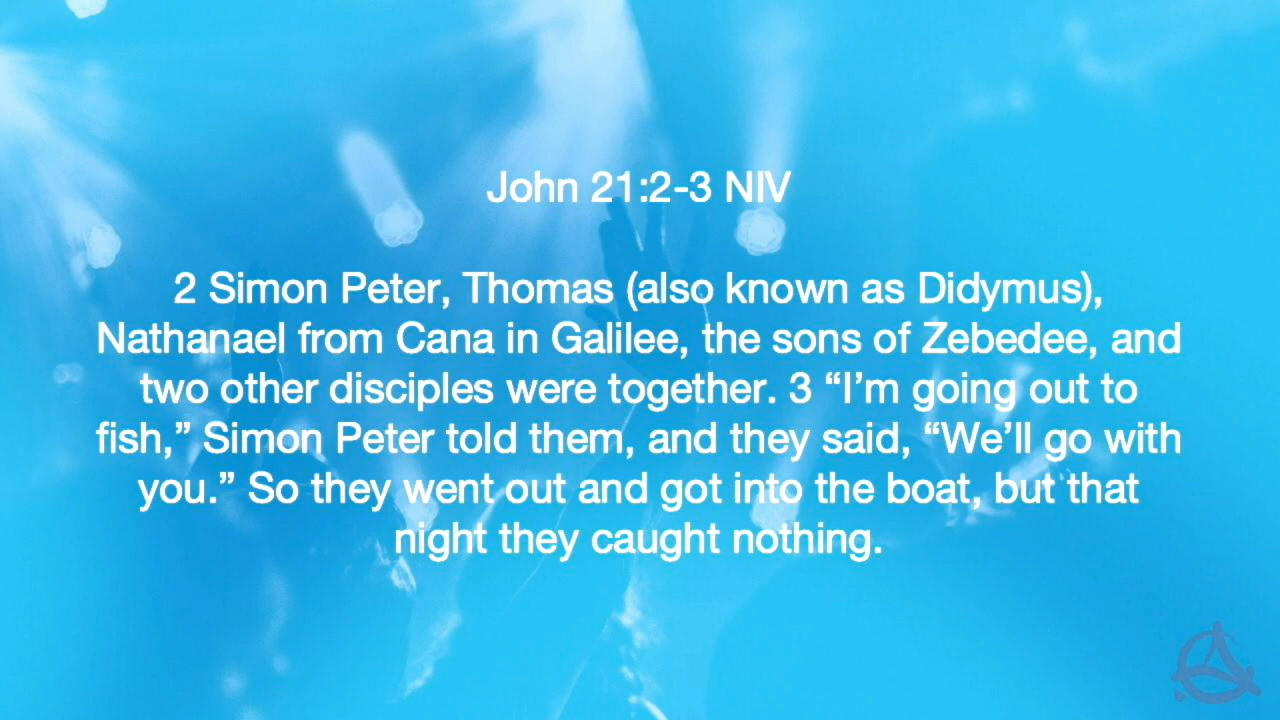 John 21:2-3 NIV
2 Simon Peter, Thomas (also known as Didymus),
Nathanael from Cana in Galilee, the sons of Zebedee, and
two other disciples were together. 3 “I’m going out to
fish,” Simon Peter told them, and they said, “We’ll go with
you.” So they went out and got into the boat, but that
night they caught nothing.